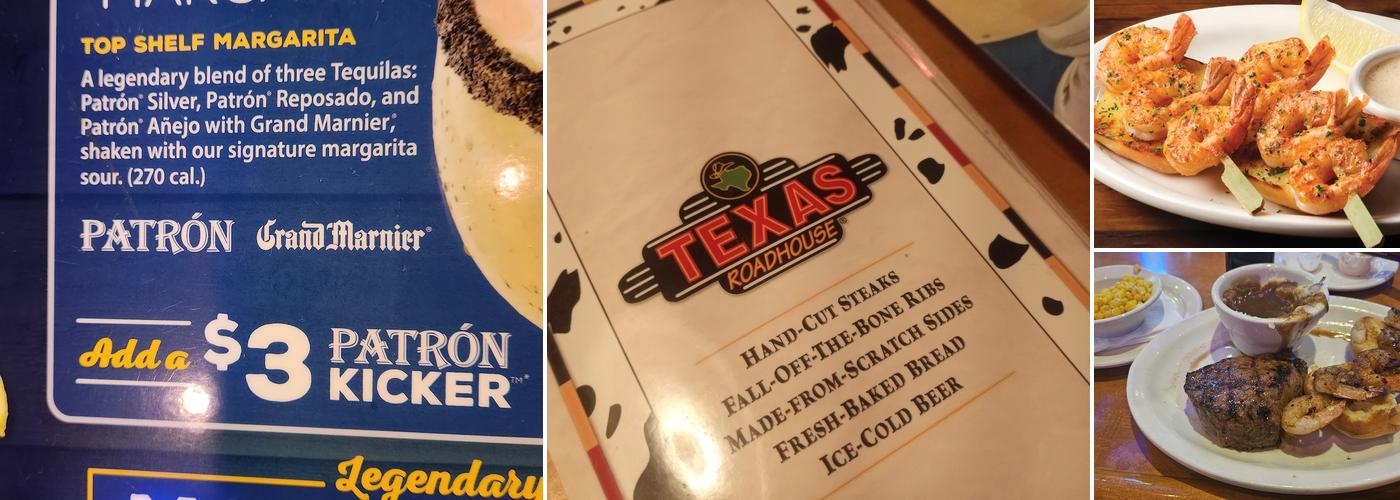 TOP SHELF MARGARITA
A legendary blend of three Tequilas:
Patrón® Silver, Patrón® Reposado, and
Patrón® Añejo with Grand Marnier,®
shaken with our signature margarita
sour. (270 cal.)
PATRÓN Grand Marnier®
Add a $3 PATRÓN
KICKER™
Legendary
TEXAS
ROADHOUSE®
HAND-CUT STEAKS
FALL-OFF-THE-BONE RIBS
MADE-FROM-SCRATCH SIDES
FRESH-BAKED BREAD
ICE-COLD BEER